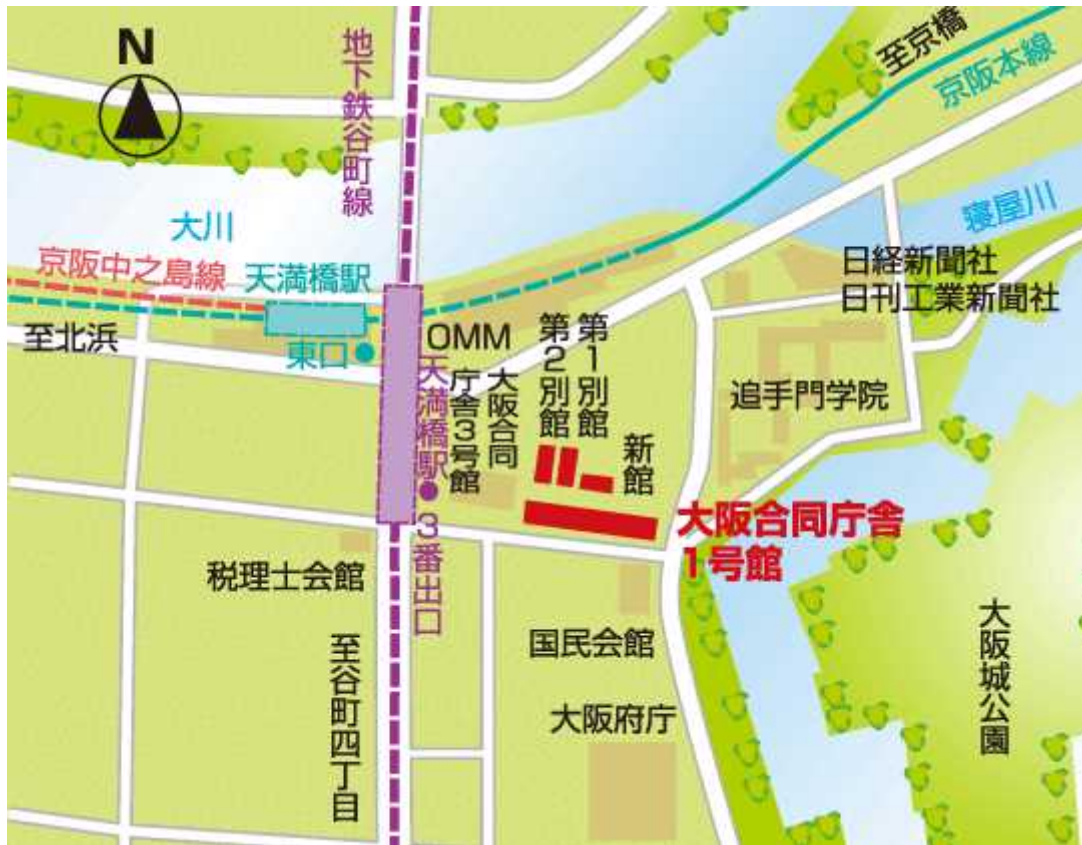 N
地下鉄谷町線
至京橋
京阪本線
大川
寝屋川
京阪中之島線
天満橋駅
日経新聞社
日刊工業新聞社
至北浜
東口
OMM
天満橋駅
大阪合同
庁舎3号館
第2別館
第1別館
新館
追手門学院
3番出口
大阪合同庁舎
1号館
税理士会館
国民会館
大阪城公園
至谷町四丁目
大阪府庁